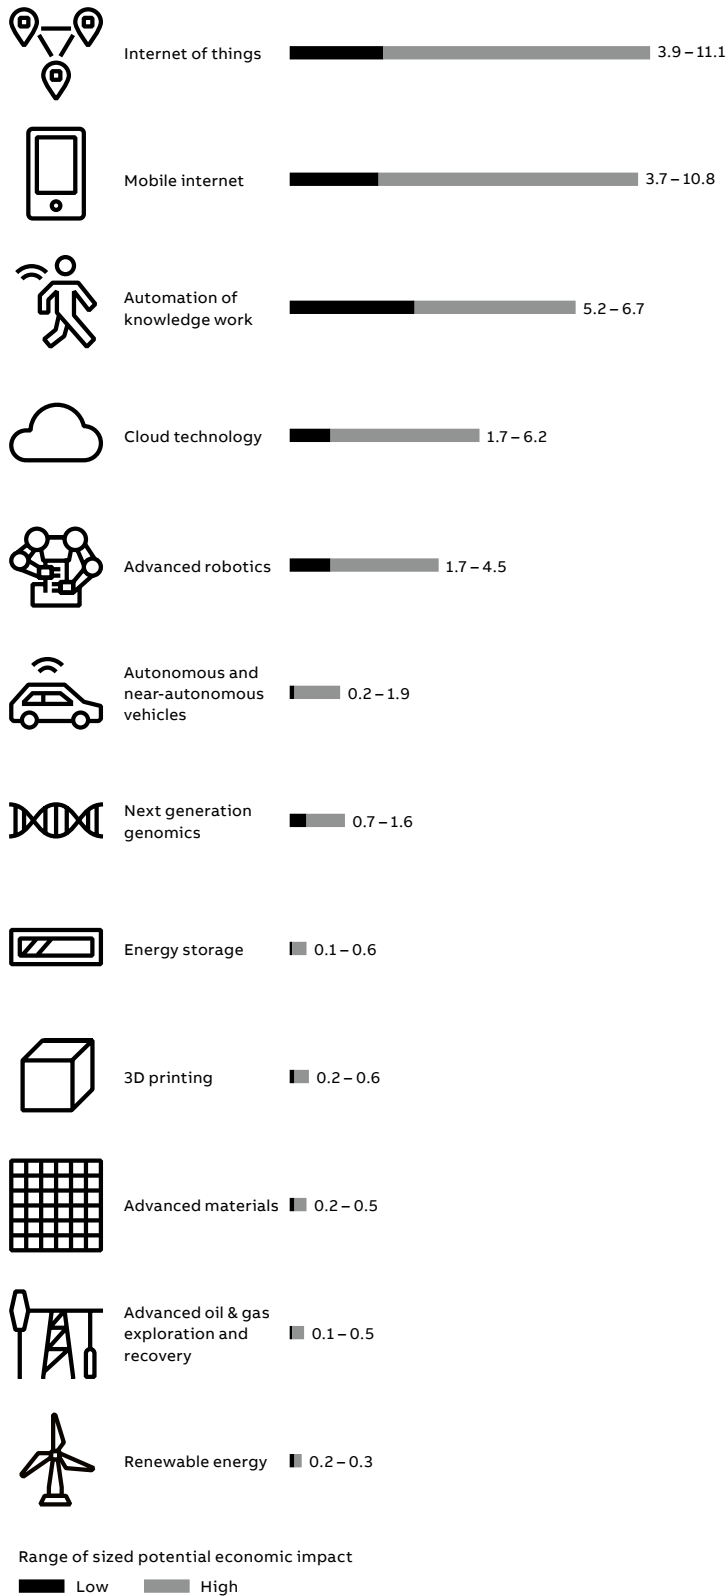 Internet of things
3.9 – 11.1
Mobile internet
3.7 – 10.8
Automation of
knowledge work
5.2 – 6.7
Cloud technology
1.7 – 6.2
Advanced robotics
1.7 – 4.5
Autonomous and
near-autonomous
vehicles
0.2 – 1.9
Next generation
genomics
0.7 – 1.6
Energy storage
0.1 – 0.6
3D printing
0.2 – 0.6
Advanced materials
0.2 – 0.5
Advanced oil & gas
exploration and
recovery
0.1 – 0.5
Renewable energy
0.2 – 0.3
Range of sized potential economic impact
Low High